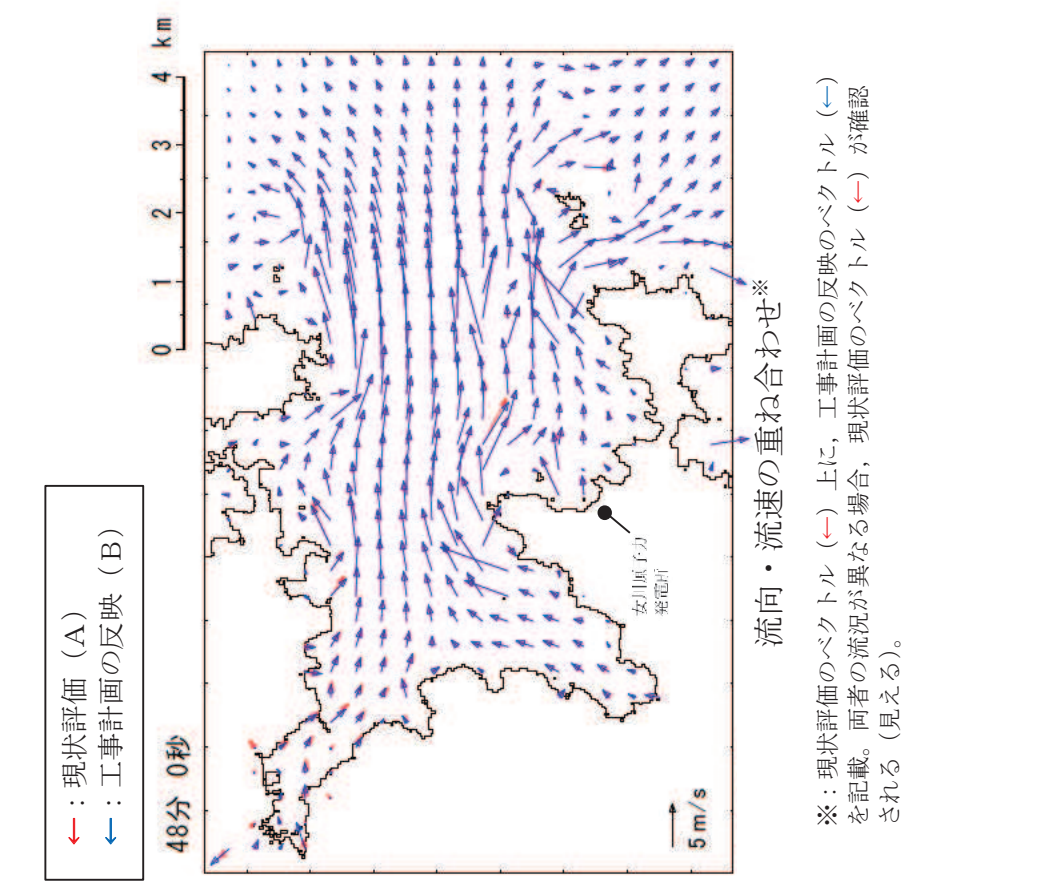 ←：現状評価（A）
←：工事計画の反映（B）
48分 0秒
0 1 2 3 4 km
5m/s
女川原子力
発電所
流向・流速の重ね合わせ※
※：現状評価のベクトル（←）上に，工事計画の反映のベクトル（←）
を記載。両者の流況が異なる場合，現状評価のベクトル（←）が確認
される（見える）。